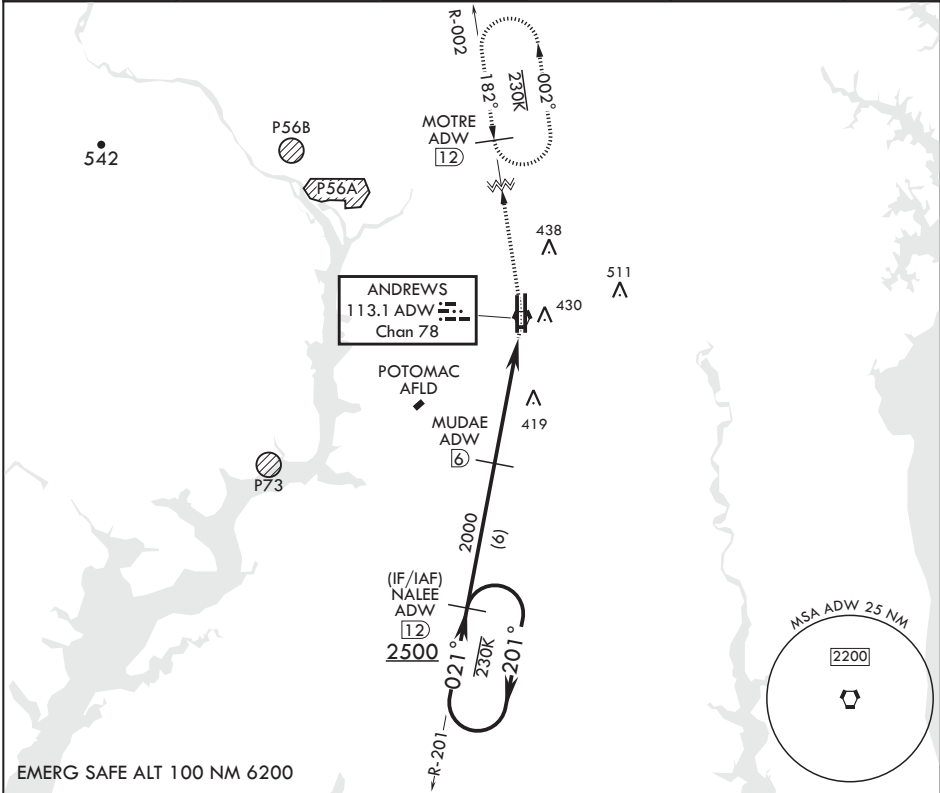 R-002
182°
230K
002°
MOTRE
ADW
12
P56B
542
P56A
438
511
ANDREWS
113.1 ADW
Chan 78
430
POTOMAC
AFLD
419
MUDAE
ADW
6
P73
2000
(6)
(IF/IAF)
NALEE
ADW
12
2500
021°
230K
201°
R-201
MSA ADW 25 NM
2200
EMERG SAFE ALT 100 NM 6200